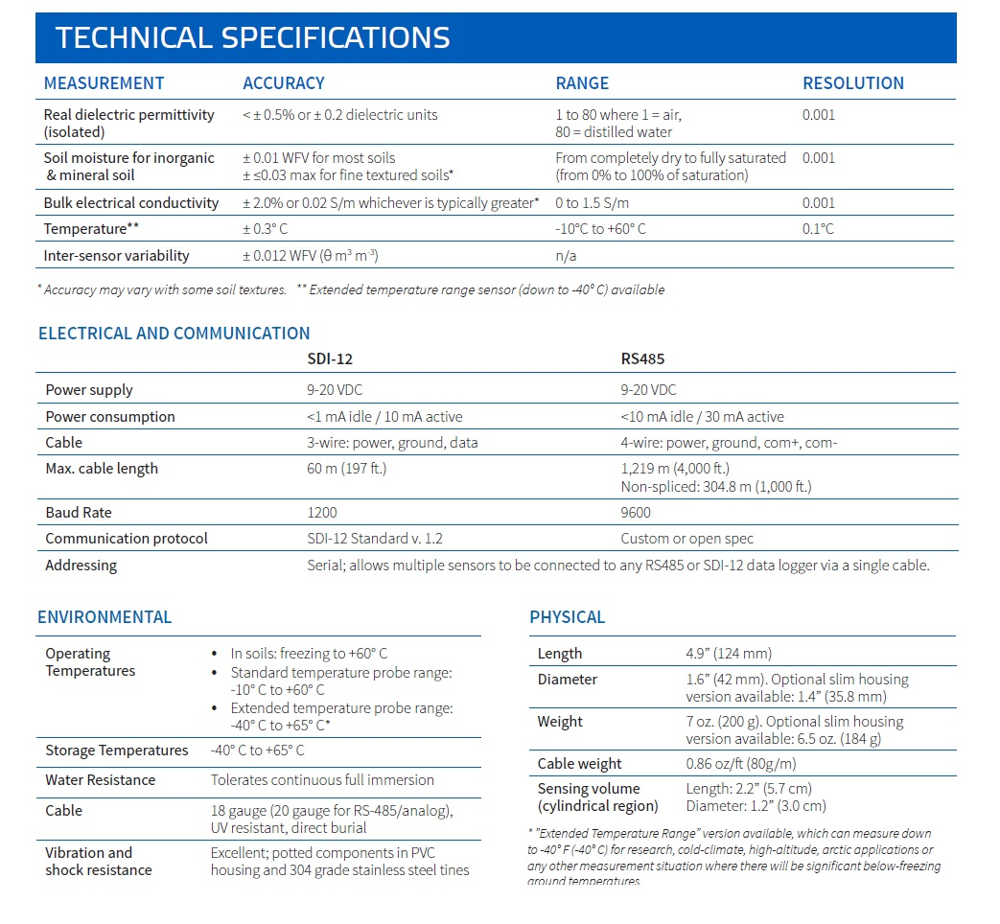 TECHNICAL SPECIFICATIONS
MEASUREMENT ACCURACY RANGE RESOLUTION
Real dielectric permittivity < ± 0.5% or ± 0.2 dielectric units 1 to 80 where 1 = air, 0.001
(isolated) 80 = distilled water
Soil moisture for inorganic ± 0.01 WFV for most soils From completely dry to fully saturated 0.001
& mineral soil ± ≤0.03 max for fine textured soils* (from 0% to 100% of saturation)
Bulk electrical conductivity ± 2.0% or 0.02 S/m whichever is typically greater* 0 to 1.5 S/m 0.001
Temperature** ± 0.3° C -10°C to +60° C 0.1°C
Inter-sensor variability ± 0.012 WFV (θ m³ m⁻³) n/a
* Accuracy may vary with some soil textures. ** Extended temperature range sensor (down to -40° C) available
ELECTRICAL AND COMMUNICATION
SDI-12 RS485
Power supply 9-20 VDC 9-20 VDC
Power consumption <1 mA idle / 10 mA active <10 mA idle / 30 mA active
Cable 3-wire: power, ground, data 4-wire: power, ground, com+, com-
Max. cable length 60 m (197 ft.) 1,219 m (4,000 ft.)
Non-spliced: 304.8 m (1,000 ft.)
Baud Rate 1200 9600
Communication protocol SDI-12 Standard v. 1.2 Custom or open spec
Addressing Serial; allows multiple sensors to be connected to any RS485 or SDI-12 data logger via a single cable.
ENVIRONMENTAL
Operating • In soils: freezing to +60° C
Temperatures • Standard temperature probe range:
-10° C to +60° C
• Extended temperature probe range:
-40° C to +65° C*
Storage Temperatures -40° C to +65° C
Water Resistance Tolerates continuous full immersion
Cable 18 gauge (20 gauge for RS-485/analog),
UV resistant, direct burial
Vibration and Excellent; potted components in PVC
shock resistance housing and 304 grade stainless steel tines
PHYSICAL
Length 4.9” (124 mm)
Diameter 1.6” (42 mm). Optional slim housing
version available: 1.4” (35.8 mm)
Weight 7 oz. (200 g). Optional slim housing
version available: 6.5 oz. (184 g)
Cable weight 0.86 oz/ft (80g/m)
Sensing volume Length: 2.2” (5.7 cm)
(cylindrical region) Diameter: 1.2” (3.0 cm)
* ”Extended Temperature Range” version available, which can measure down
to -40° F (-40° C) for research, cold-climate, high-altitude, arctic applications or
any other measurement situation where there will be significant below-freezing
ground temperatures